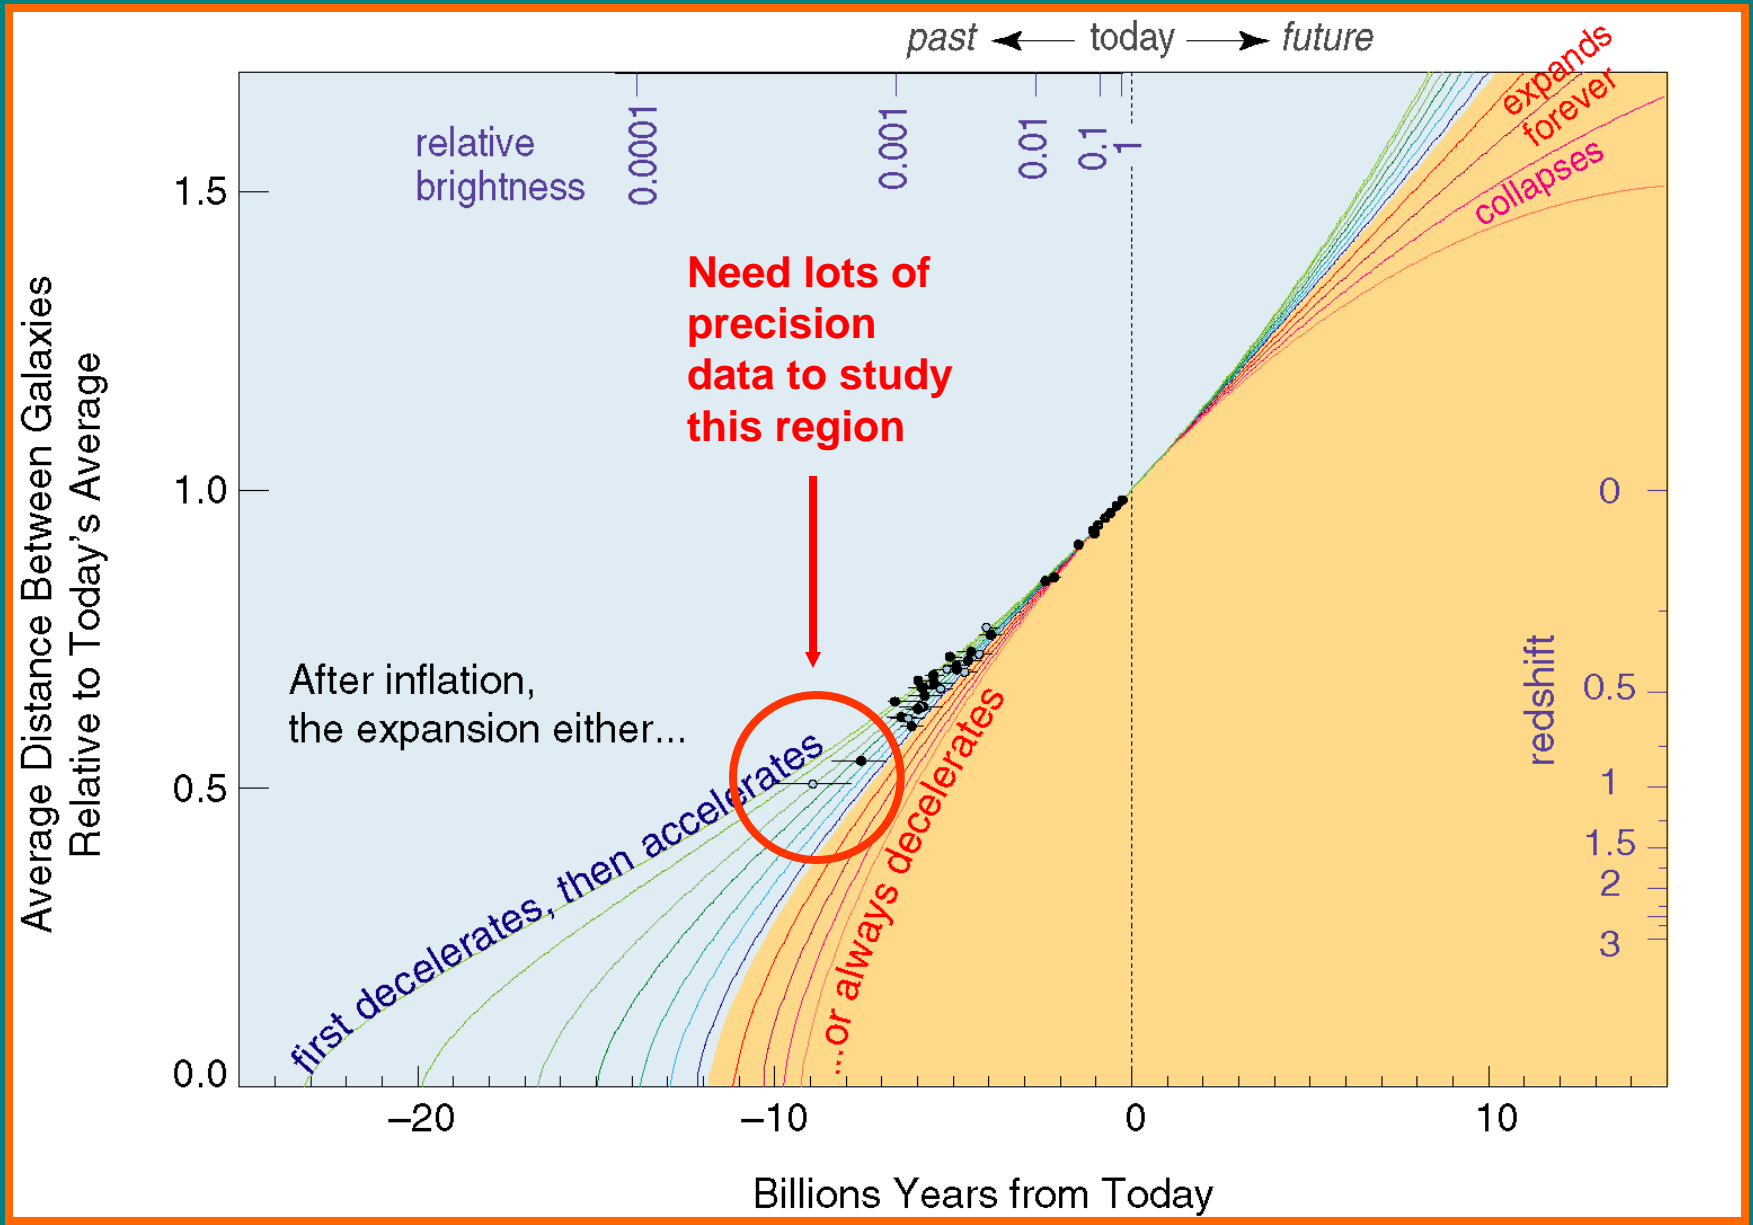 past
today
future
expands
forever
collapses
relative
brightness
0.0001
0.001
0.01
0.1
1
1.5
1.0
0.5
0.0
Average Distance Between Galaxies
Relative to Today's Average
Need lots of
precision
data to study
this region
After inflation,
the expansion either...
first decelerates, then accelerates
...or always decelerates
redshift
0
0.5
1
1.5
2
3
–20
–10
0
10
Billions Years from Today